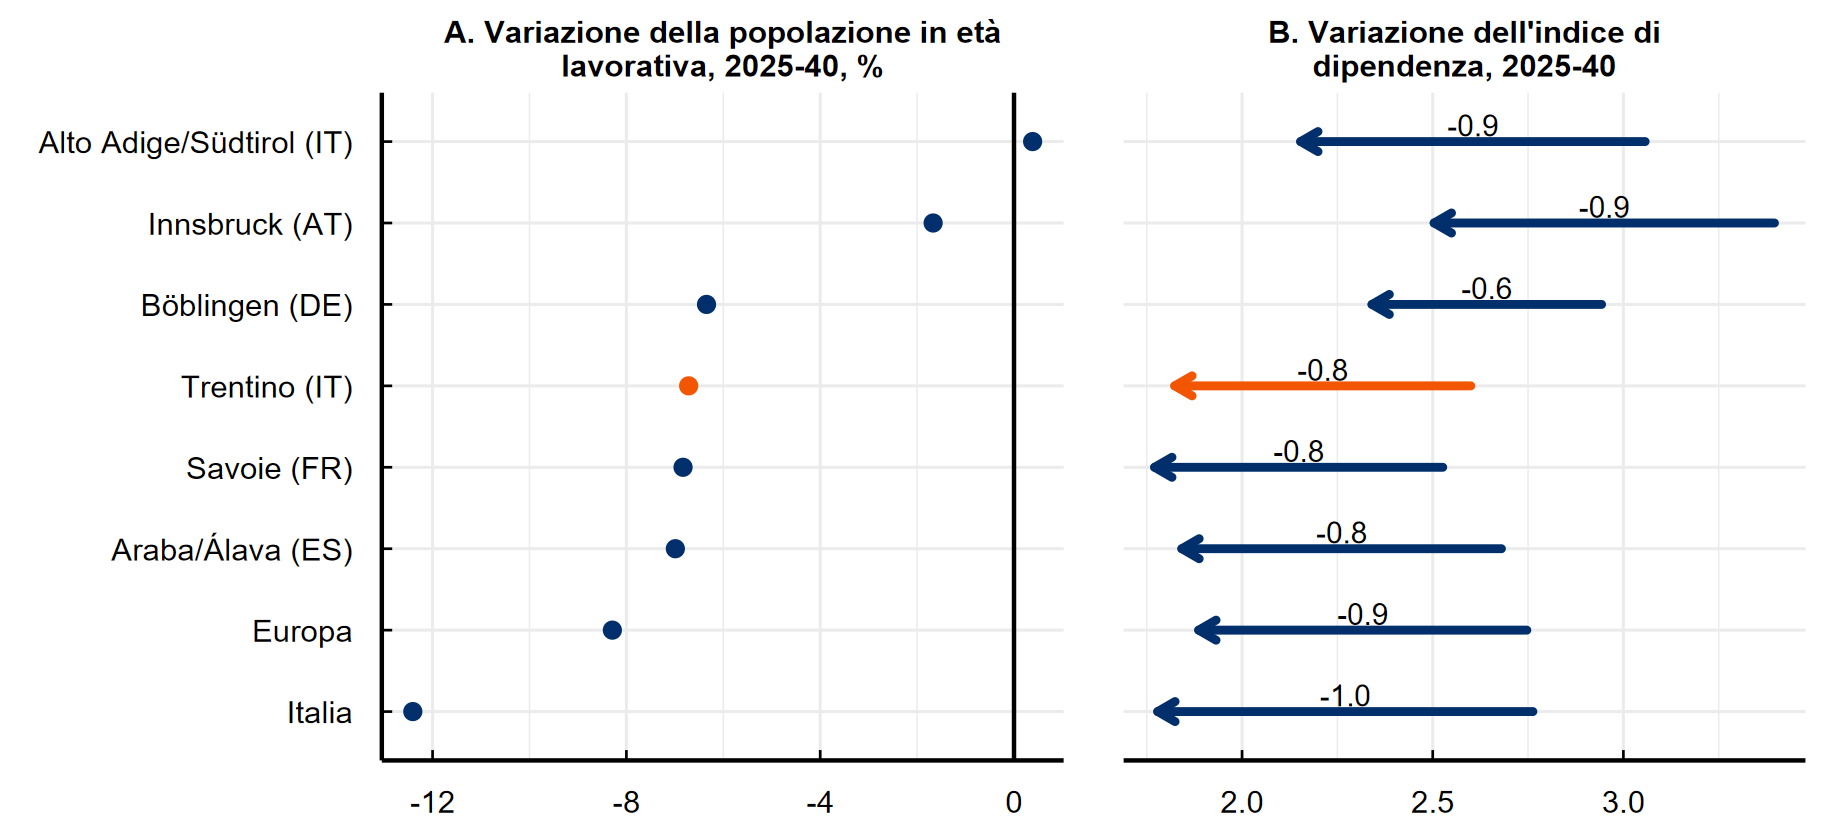 A. Variazione della popolazione in età
lavorativa, 2025-40, %
B. Variazione dell'indice di
dipendenza, 2025-40
Alto Adige/Südtirol (IT)
Innsbruck (AT)
Böblingen (DE)
Trentino (IT)
Savoie (FR)
Araba/Álava (ES)
Europa
Italia
-12
-8
-4
0
-0.9
-0.9
-0.6
-0.8
-0.8
-0.8
-0.9
-1.0
2.0
2.5
3.0